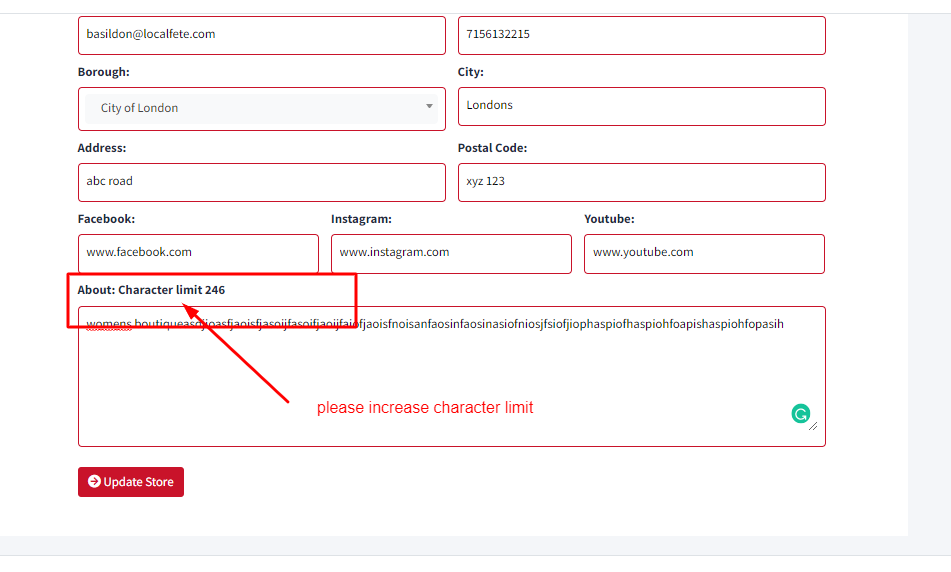 basildon@localfete.com 7156132215
Borough: City:
City of London Londons
Address: Postal Code:
abc road xyz 123
Facebook: Instagram: Youtube:
www.facebook.com www.instagram.com www.youtube.com
About: Character limit 246
womens
please increase character limit
Update Store